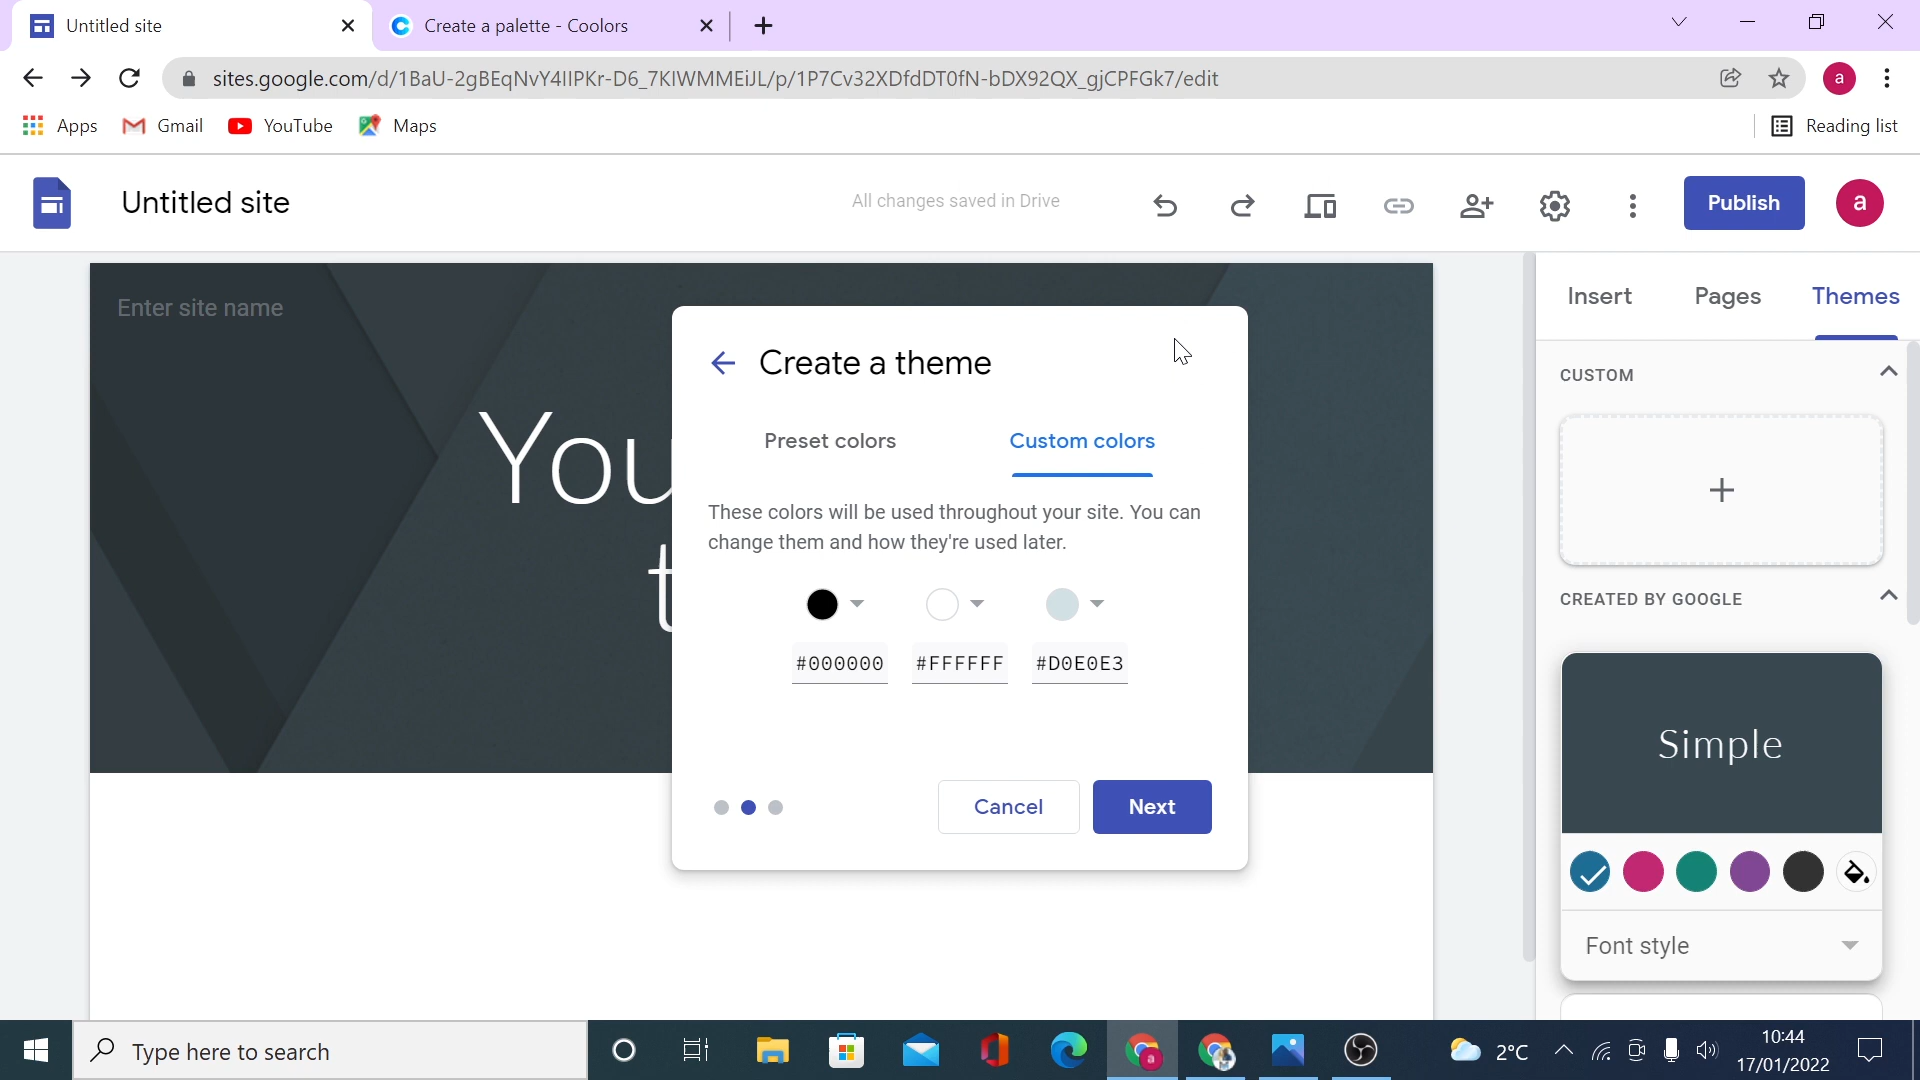 Untitled site
Create a palette - Coolors
sites.google.com/d/1BaU-2gBEqNvY4IIPKr-D6_7KIWMMEiJL/p/1P7Cv32XDfdDT0fN-bDX92QX_gjCPFGk7/edit
a
Apps
Gmail
YouTube
Maps
Reading list
Untitled site
All changes saved in Drive
Publish
a
Enter site name
You
t
Create a theme
Preset colors
Custom colors
These colors will be used throughout your site. You can
change them and how they're used later.
#000000
#FFFFFF
#D0E0E3
Cancel
Next
Insert
Pages
Themes
CUSTOM
CREATED BY GOOGLE
Simple
Font style
Type here to search
a
2°C
10:44
17/01/2022